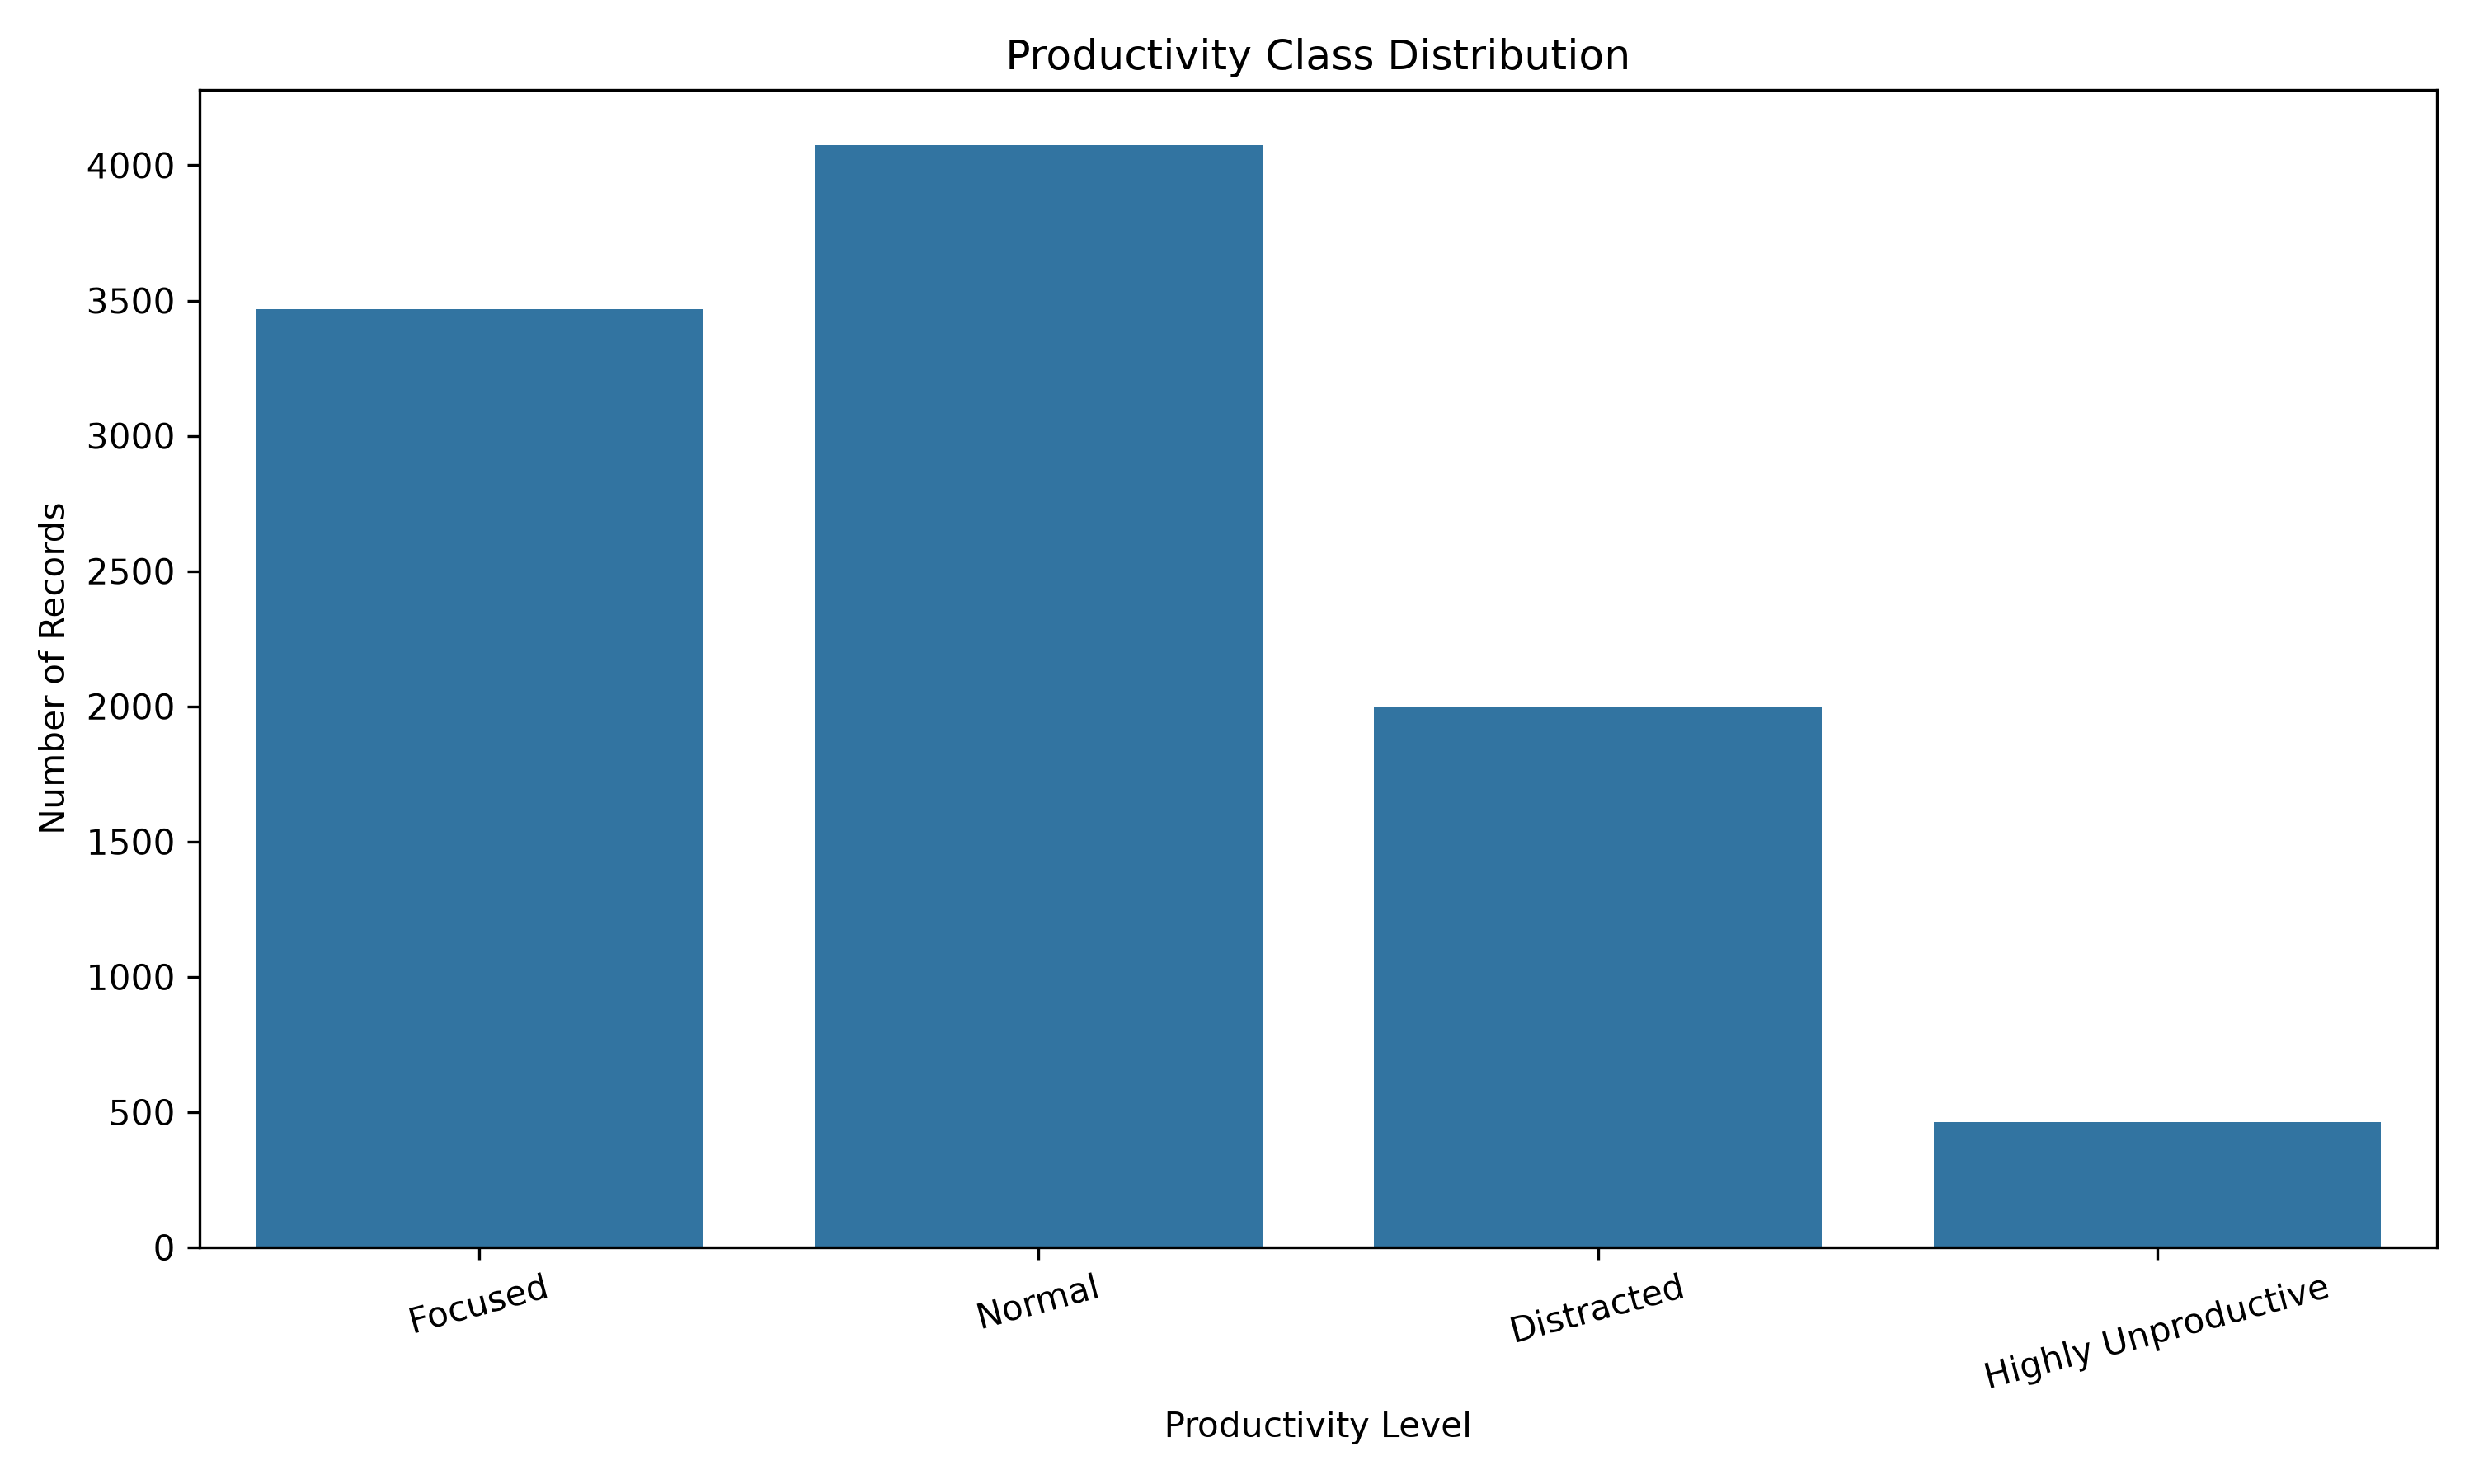 Productivity Class Distribution
Number of Records
4000
3500
3000
2500
2000
1500
1000
500
0
Focused
Normal
Distracted
Highly Unproductive
Productivity Level